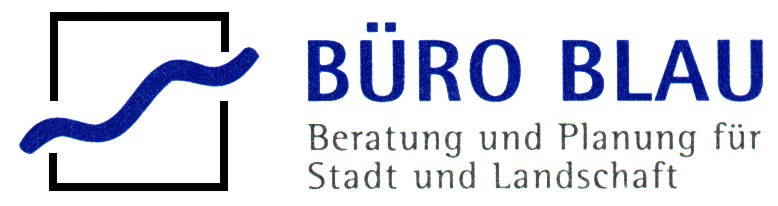 BÜRO BLAU
Beratung und Planung für
Stadt und Landschaft